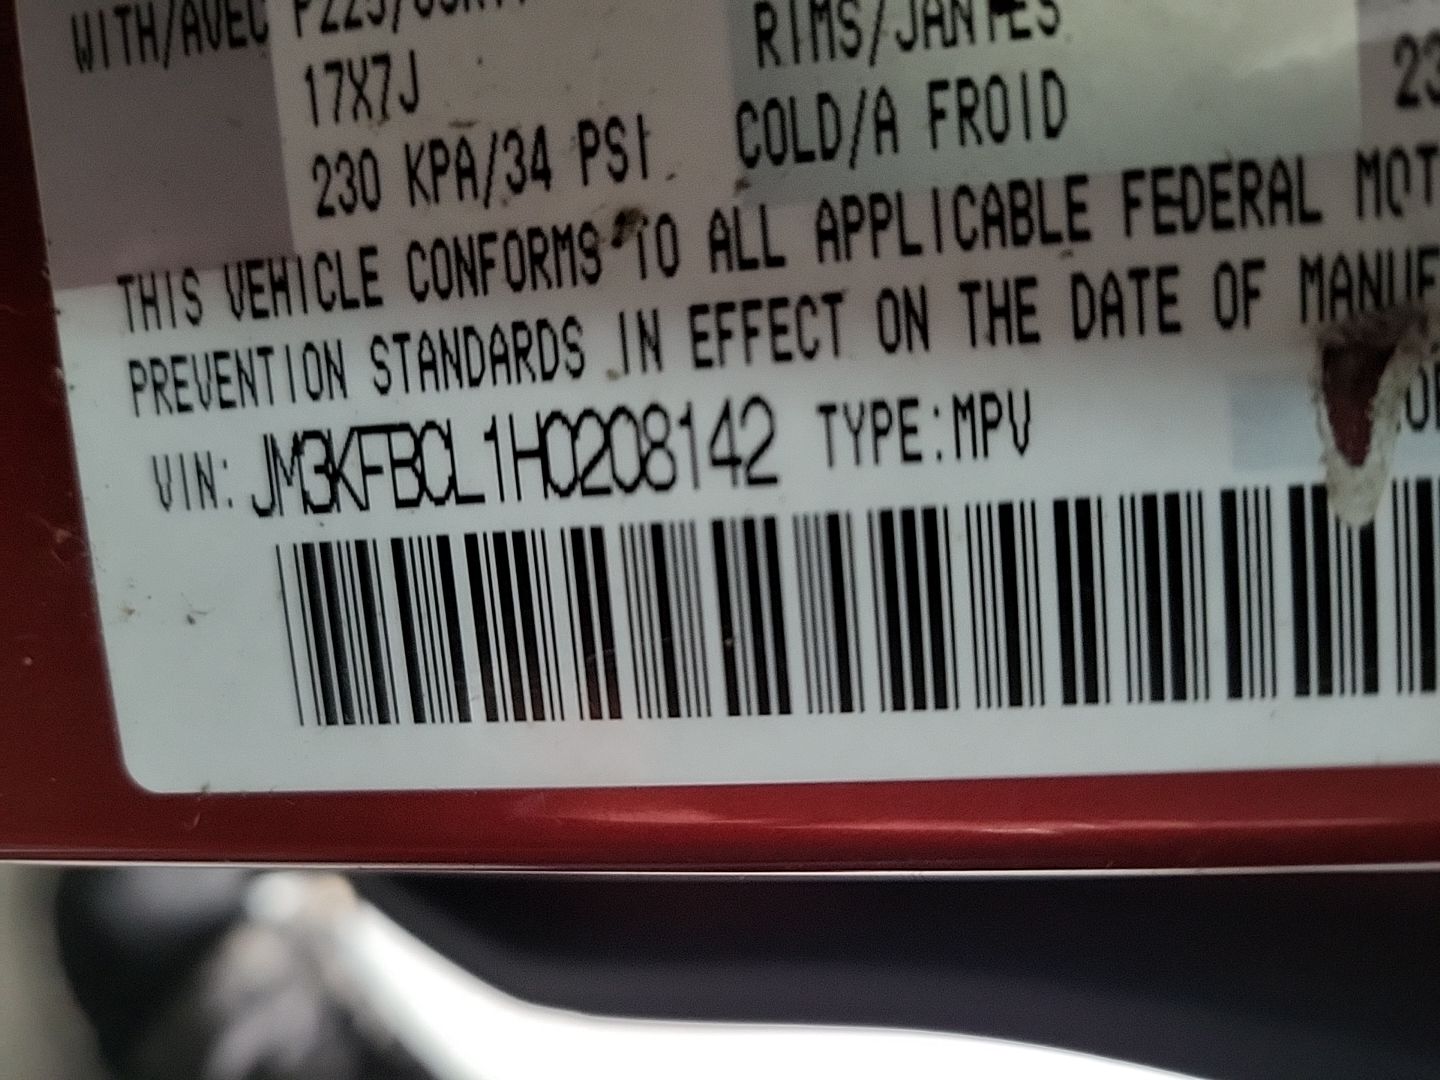 WITH/AVEC
RIMS/JANTES
17X7J
230 KPA/34 PSI COLD/A FROID
THIS VEHICLE CONFORMS TO ALL APPLICABLE FEDERAL
PREVENTION STANDARDS IN EFFECT ON THE DATE OF
VIN: JM3KFBCL1H0208142 TYPE:MPV